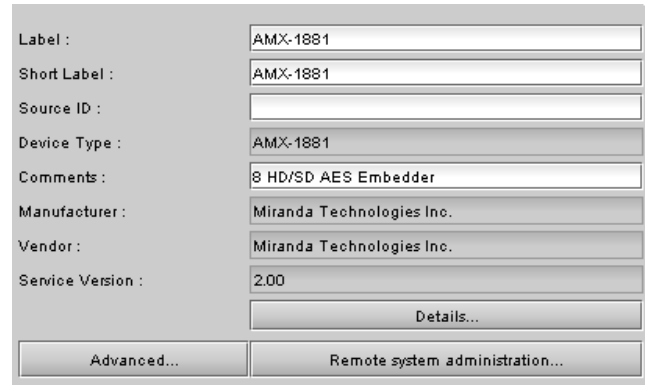 Label : AMX-1881
Short Label : AMX-1881
Source ID :
Device Type : AMX-1881
Comments : 8 HD/SD AES Embedder
Manufacturer : Miranda Technologies Inc.
Vendor : Miranda Technologies Inc.
Service Version : 2.00
Details...
Advanced... Remote system administration...